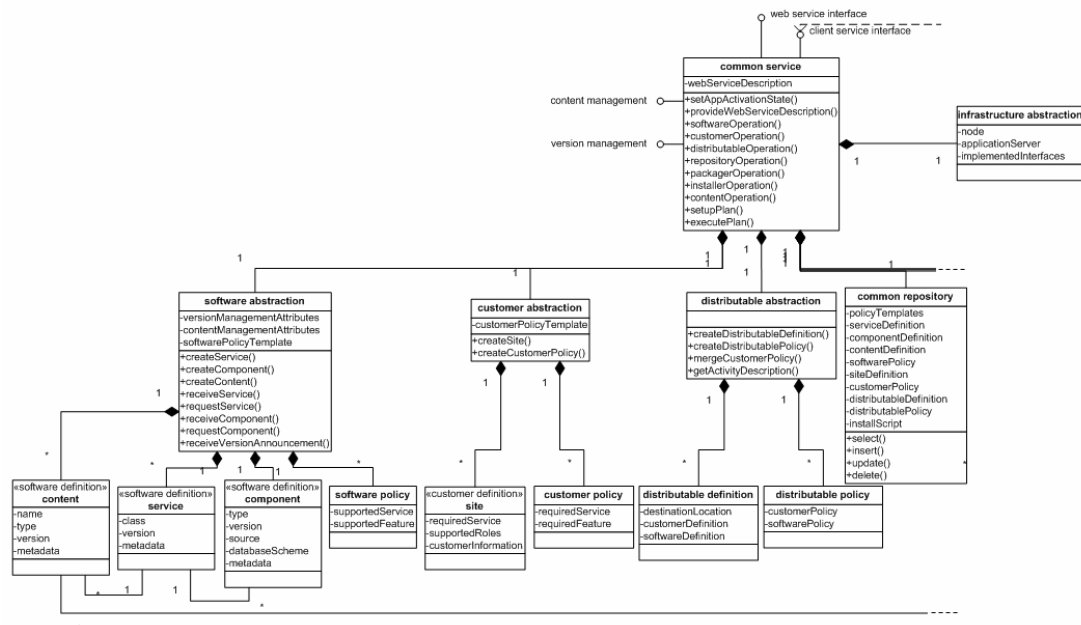 web service interface
client service interface
common service
-webServiceDescription
+setAppActivationState()
+provideWebServiceDescription()
+softwareOperation()
+customerOperation()
+distributableOperation()
+repositoryOperation()
+packagerOperation()
+installerOperation()
+contentOperation()
+setupPlan()
+executePlan()
content management
version management
infrastructure abstraction
-node
-applicationServer
-implementedInterfaces
1
1
1
1
1
1
1
1
1
1
1
1
software abstraction
-versionManagementAttributes
-contentManagementAttributes
-softwarePolicyTemplate
+createService()
+createComponent()
+createContent()
+receiveService()
+requestService()
+receiveComponent()
+requestComponent()
+receiveVersionAnnouncement()
customer abstraction
-customerPolicyTemplate
+createSite()
+createCustomerPolicy()
distributable abstraction
+createDistributableDefinition()
+createDistributablePolicy()
+mergeCustomerPolicy()
+getActivityDescription()
common repository
-policyTemplates
-serviceDefinition
-componentDefinition
-contentDefinition
-softwarePolicy
-siteDefinition
-customerPolicy
-distributableDefinition
-distributablePolicy
-installScript
+select()
+insert()
+update()
+delete()
1
1
1
1
1
1
1
1
*
*
*
*
*
*
*
*
«software definition»
content
-name
-type
-version
-metadata
«software definition»
service
-class
-version
-metadata
«software definition»
component
-type
-version
-source
-databaseScheme
-metadata
software policy
-supportedService
-supportedFeature
«customer definition»
site
-requiredService
-supportedRoles
-customerInformation
customer policy
-requiredService
-requiredFeature
distributable definition
-destinationLocation
-customerDefinition
-softwareDefinition
distributable policy
-customerPolicy
-softwarePolicy
*
1
1
*